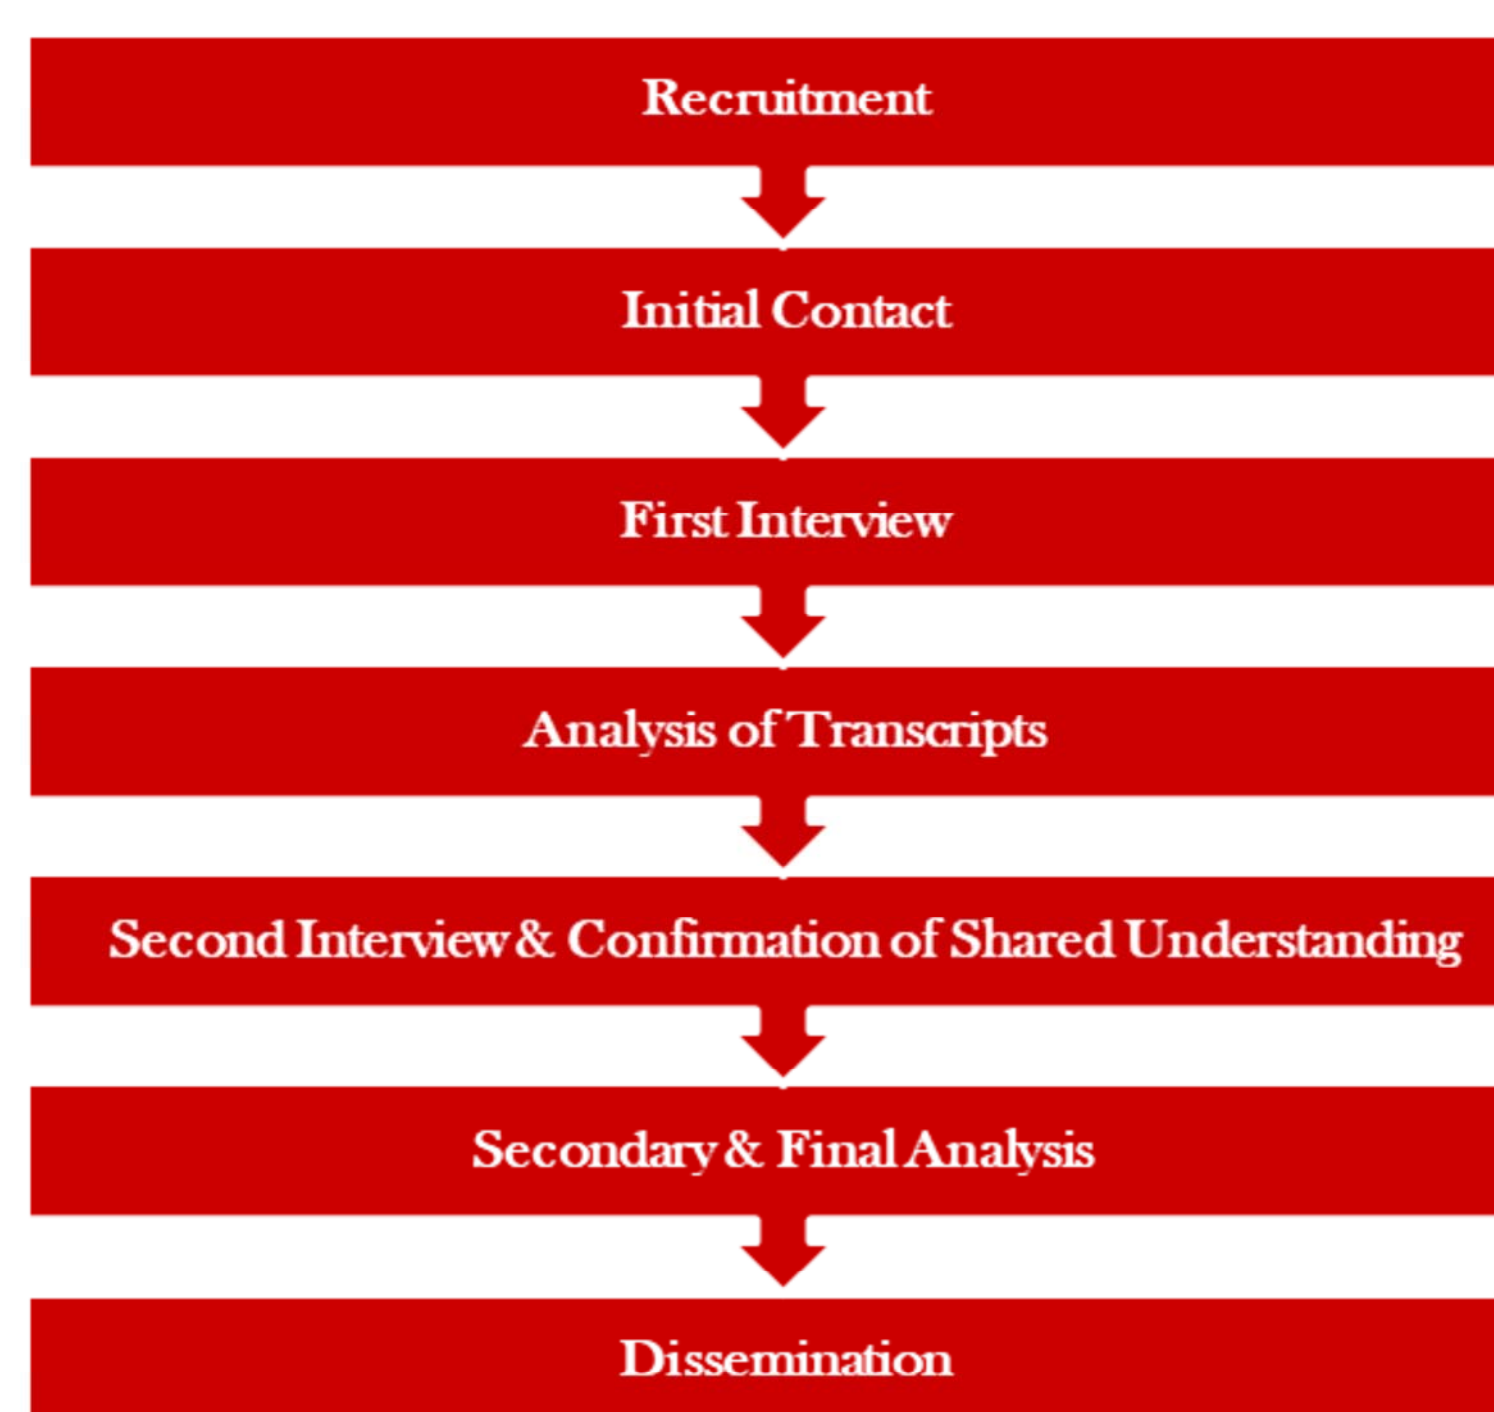 Recruitment
Initial Contact
First Interview
Analysis of Transcripts
Second Interview & Confirmation of Shared Understanding
Secondary & Final Analysis
Dissemination